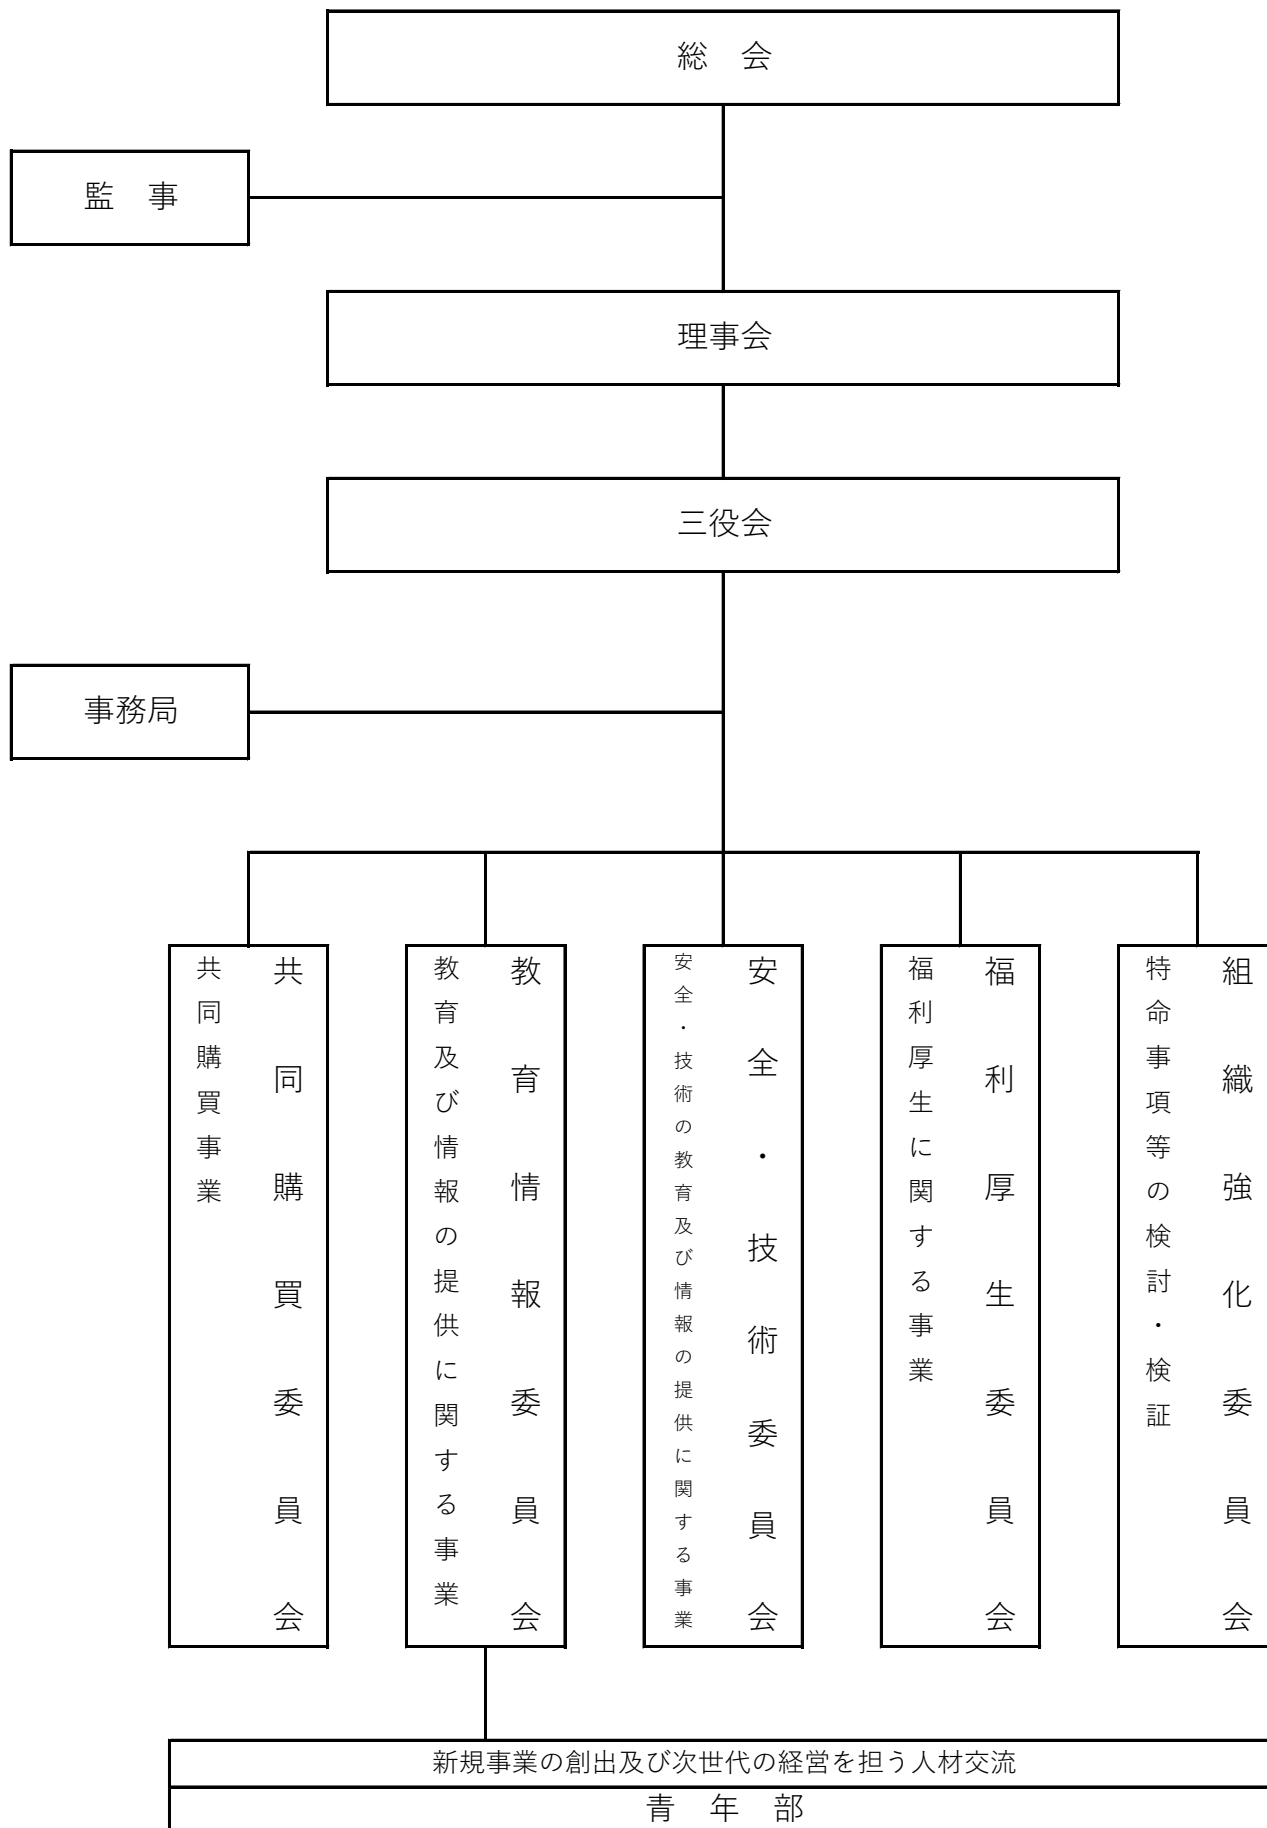 総　会
監　事
理事会
三役会
事務局
共同購買委員会
共同購買事業
教育情報委員会
教育及び情報の提供に関する事業
安全・技術委員会
安全・技術の教育及び情報の提供に関する事業
福利厚生委員会
福利厚生に関する事業
組織強化委員会
特命事項等の検討・検証
新規事業の創出及び次世代の経営を担う人材交流
青　年　部